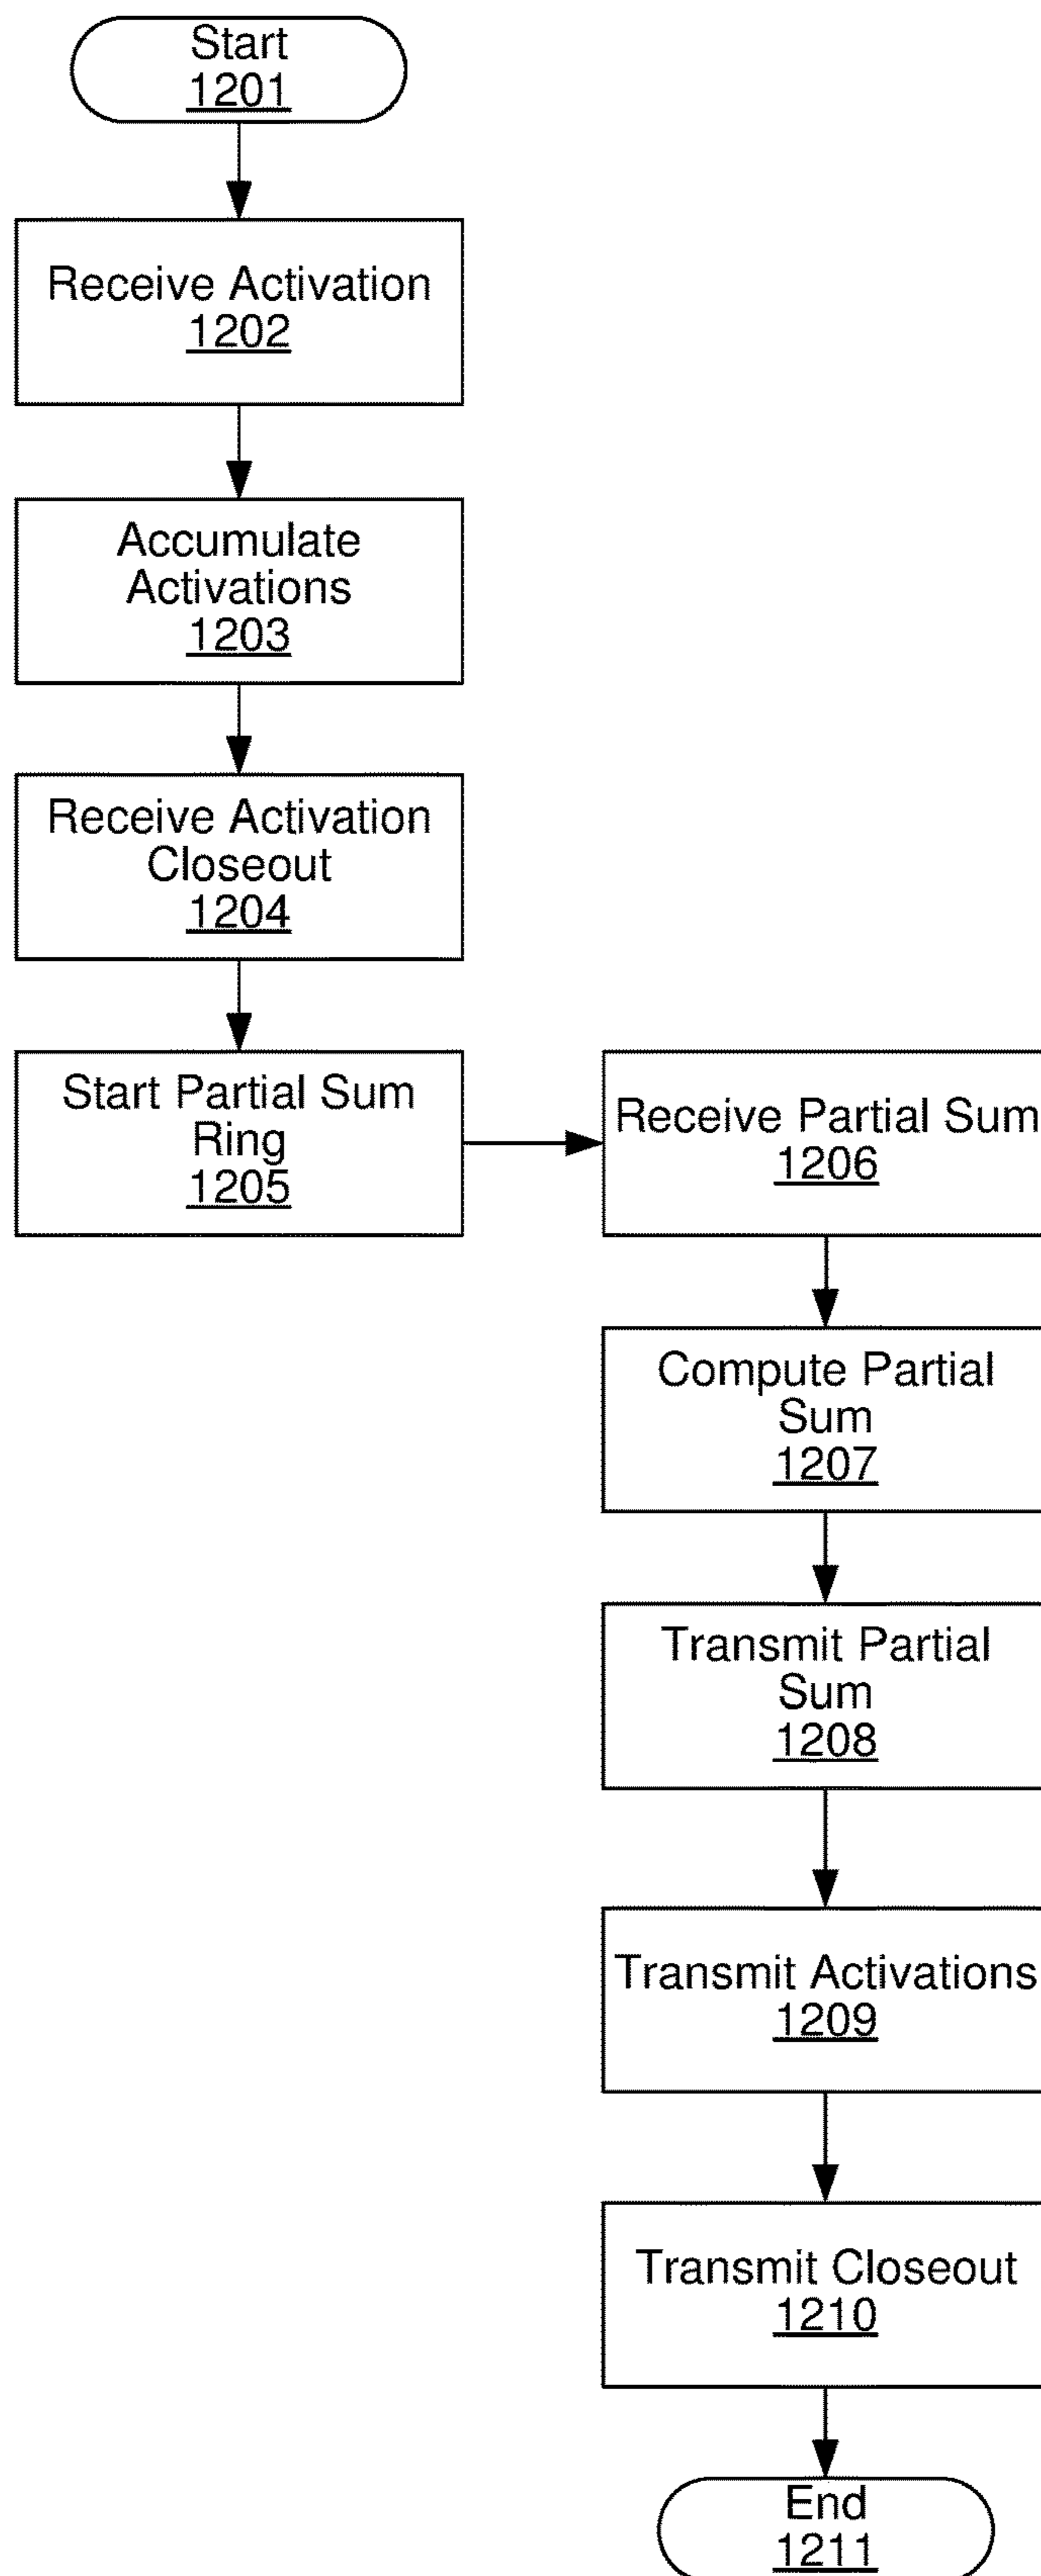 Start
1201
Receive Activation
1202
Accumulate
Activations
1203
Receive Activation
Closeout
1204
Start Partial Sum
Ring
1205
Receive Partial Sum
1206
Compute Partial
Sum
1207
Transmit Partial
Sum
1208
Transmit Activations
1209
Transmit Closeout
1210
End
1211